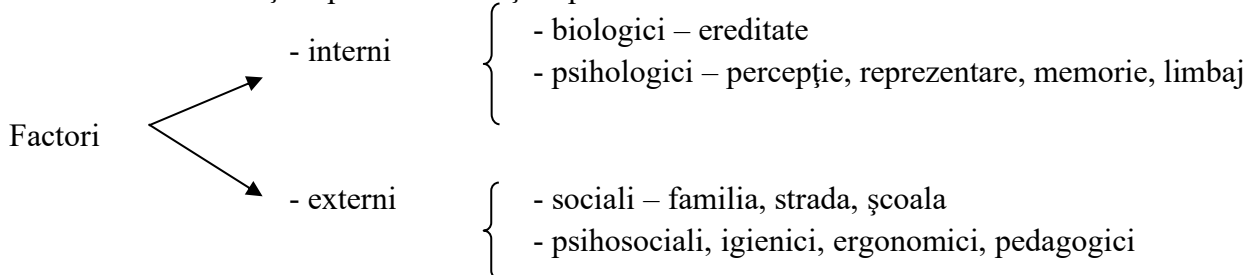 - interni
- biologici – ereditate
- psihologici – percepţie, reprezentare, memorie, limbaj
Factori
- externi
- sociali – familia, strada, şcoala
- psihosociali, igienici, ergonomici, pedagogici